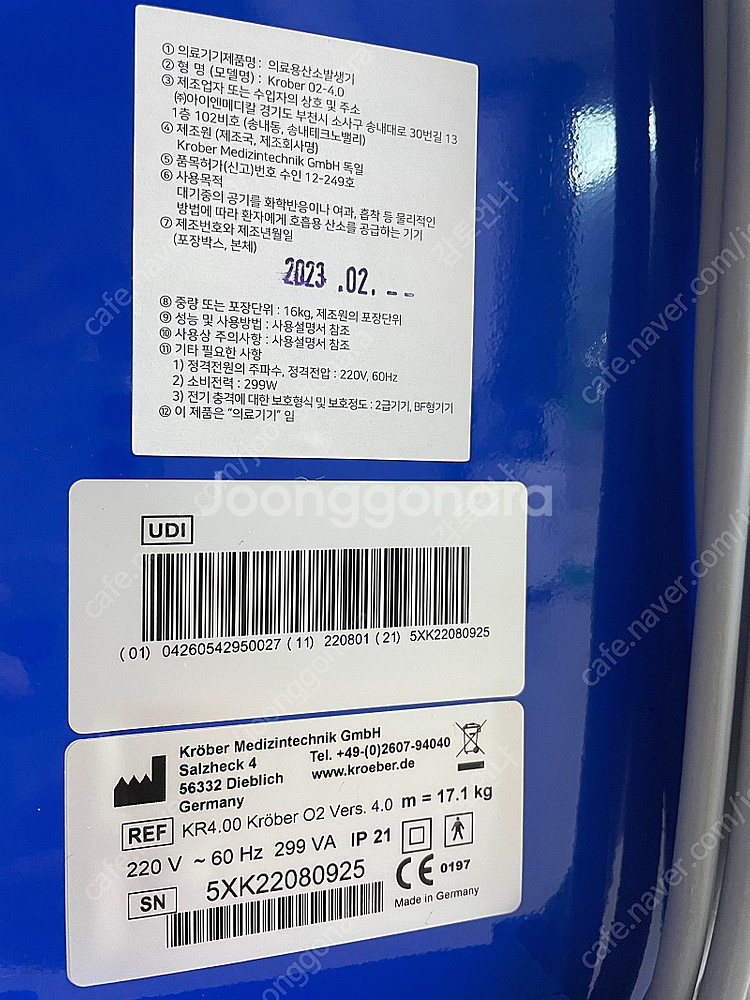 ① 의료기기제품명 : 의료용산소발생기
② 형 명 (모델명) : Krober 02-4.0
③ 제조업자 또는 수입자의 상호 및 주소
㈜아이엔메디칼 경기도 부천시 소사구 송내대로 30번길 13
1층 102비호 (송내동, 송내테크노밸리)
④ 제조원 (제조국, 제조회사명)
Krober Medizintechnik GmbH 독일
⑤ 품목허가(신고)번호 수인 12-249호
⑥ 사용목적
대기중의 공기를 화학반응이나 여과, 흡착 등 물리적인
방법에 따라 환자에게 호흡용 산소를 공급하는 기기
⑦ 제조번호와 제조년월일
(포장박스, 본체)
2023 .02. _ _
⑧ 중량 또는 포장단위 : 16kg, 제조원의 포장단위
⑨ 성능 및 사용방법 : 사용설명서 참조
⑩ 사용상 주의사항 : 사용설명서 참조
⑪ 기타 필요한 사항
1) 정격전원의 주파수, 정격전압 : 220V, 60Hz
2) 소비전력 : 299W
3) 전기 충격에 대한 보호형식 및 보호정도 : 2급기기, BF형기기
⑫ 이 제품은 “의료기기” 임
Joonggonara
UDI
(01) 04260542950027 (11) 220801 (21) 5XK22080925
Kröber Medizintechnik GmbH
Salzheck 4 Tel. +49-(0)2607-94040
56332 Dieblich www.kroeber.de
Germany
REF KR4.00 Kröber O2 Vers. 4.0 m = 17.1 kg
220 V ~ 60 Hz 299 VA IP 21
SN 5XK22080925 CE 0197
Made in Germany